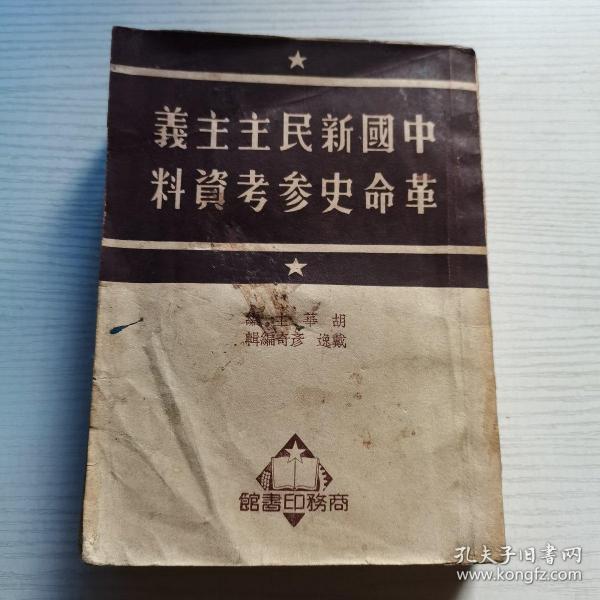 中國新民主主義
革命史參考資料
胡華主編
戴逸 彥奇編輯
商務印書館
孔夫子旧书网
www.kongfz.com